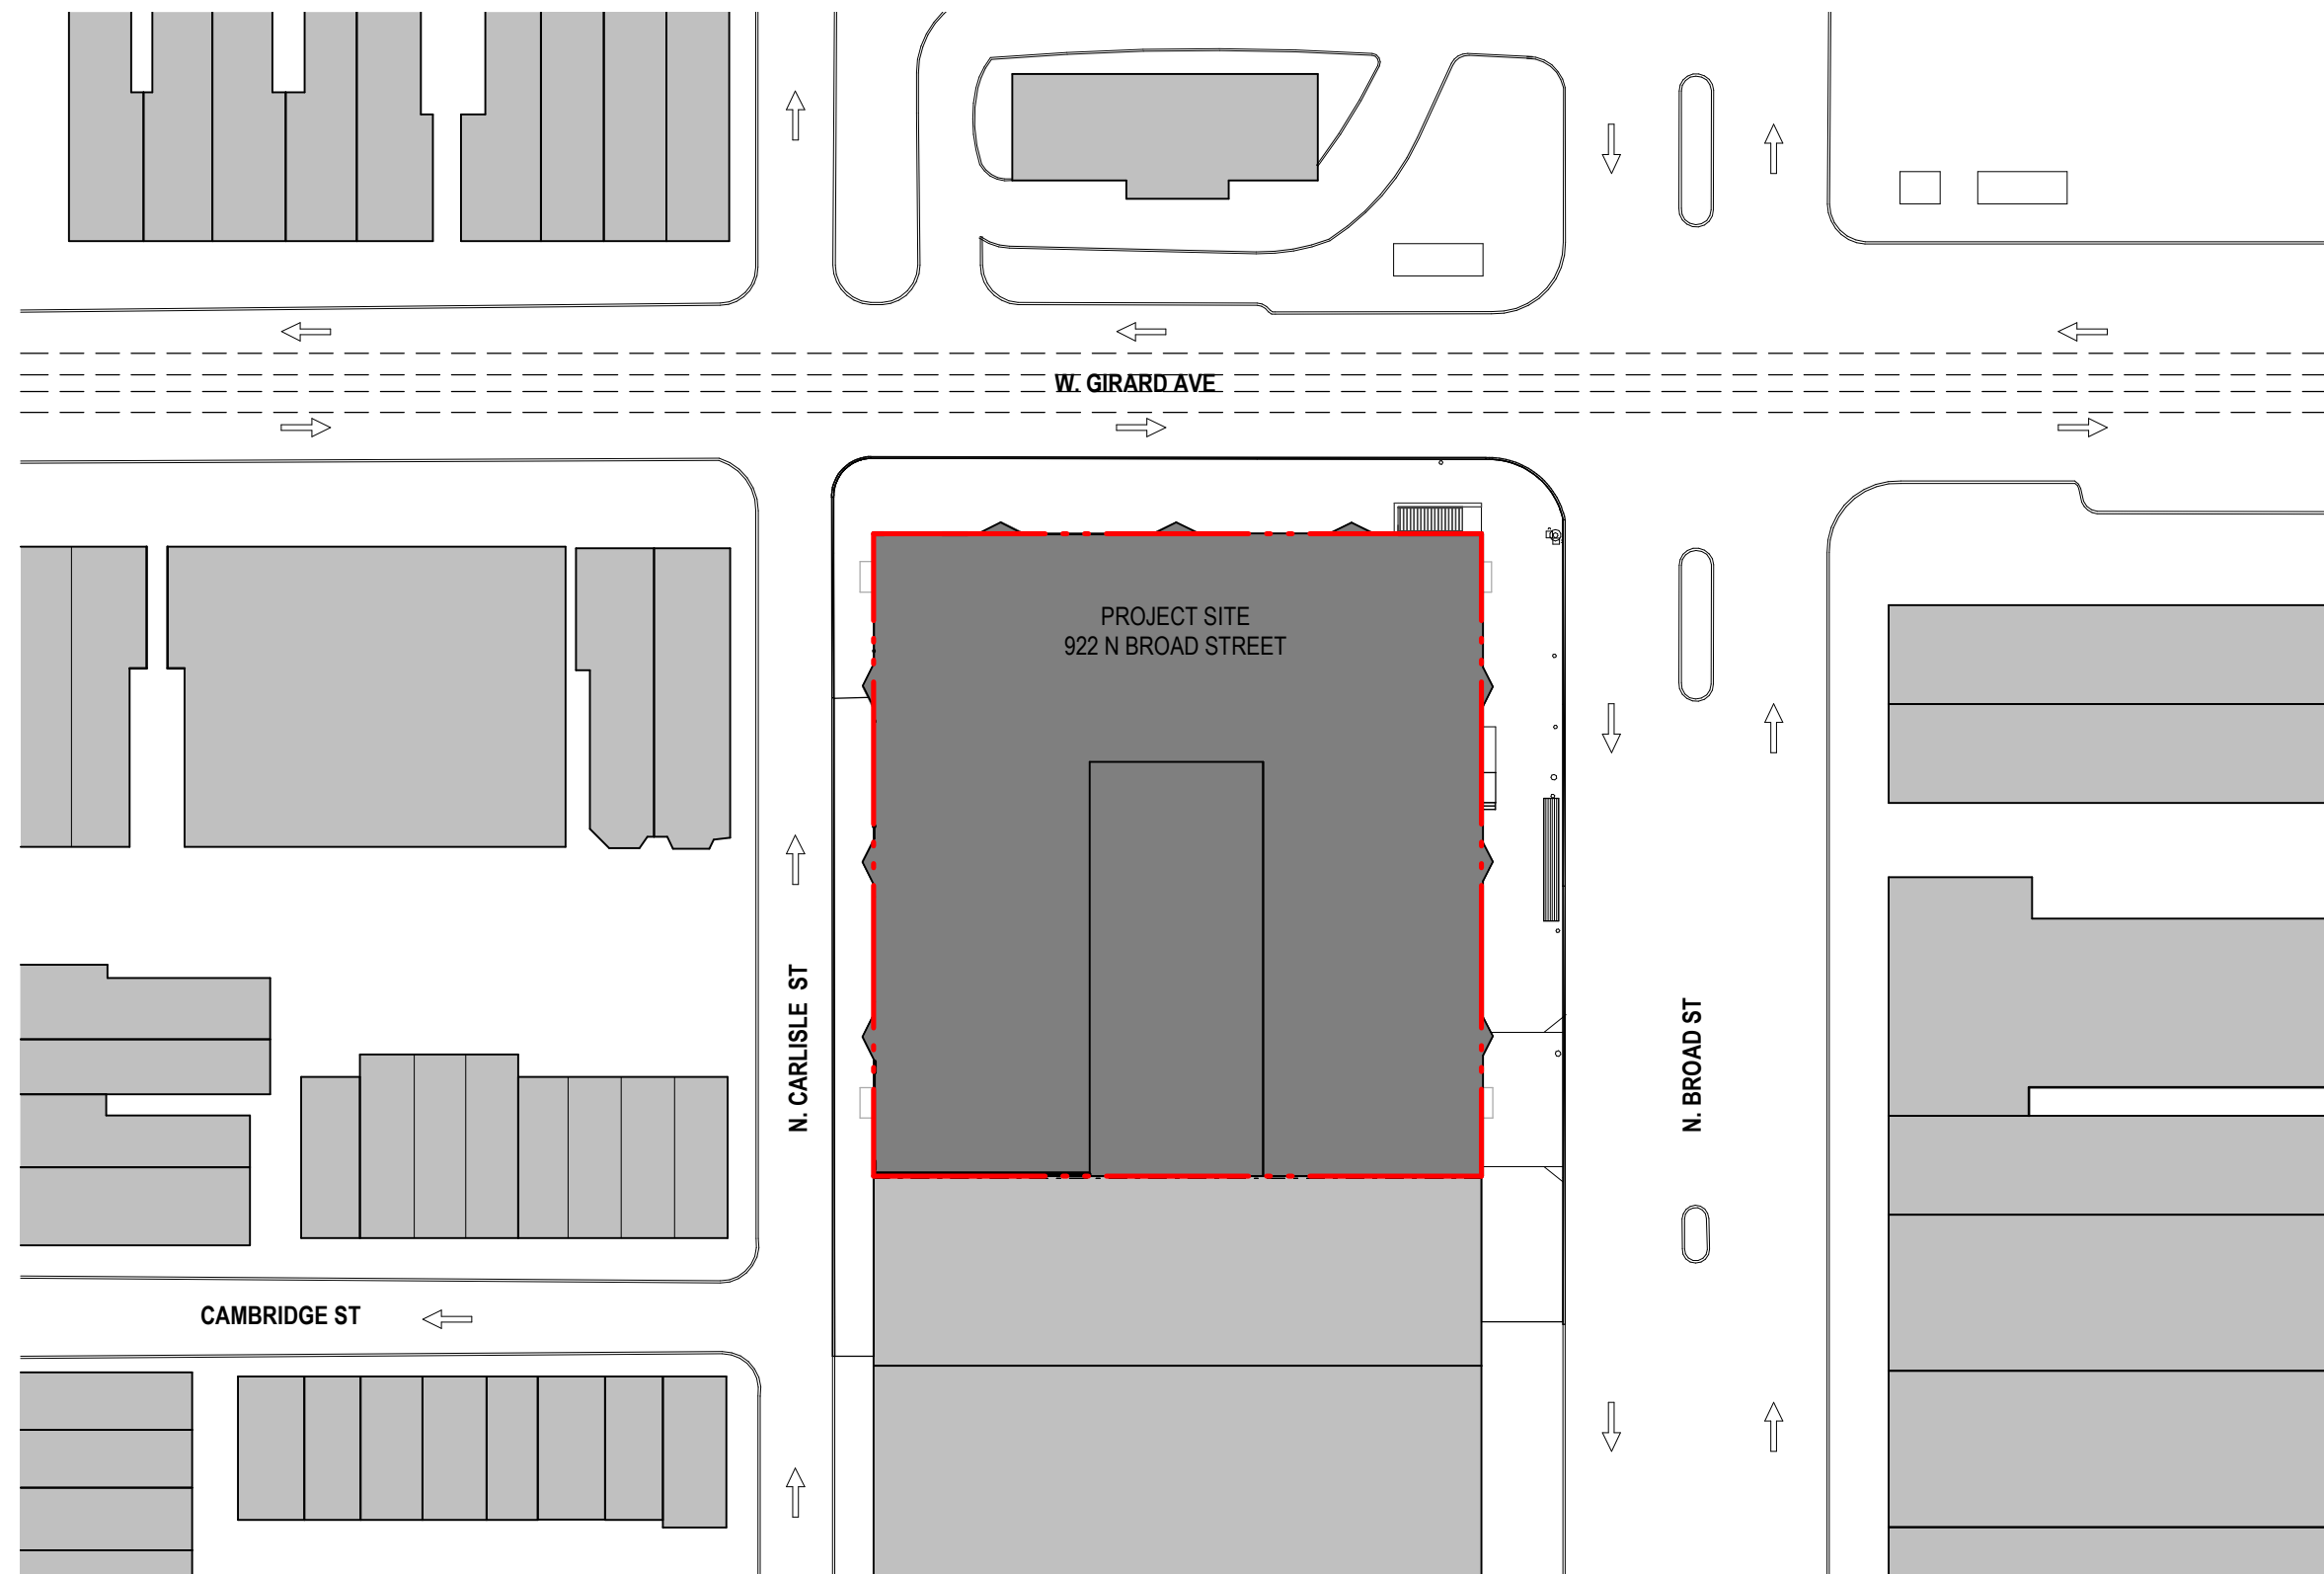 W. GIRARD AVE
PROJECT SITE
922 N BROAD STREET
N. CARLISLE ST
N. BROAD ST
CAMBRIDGE ST